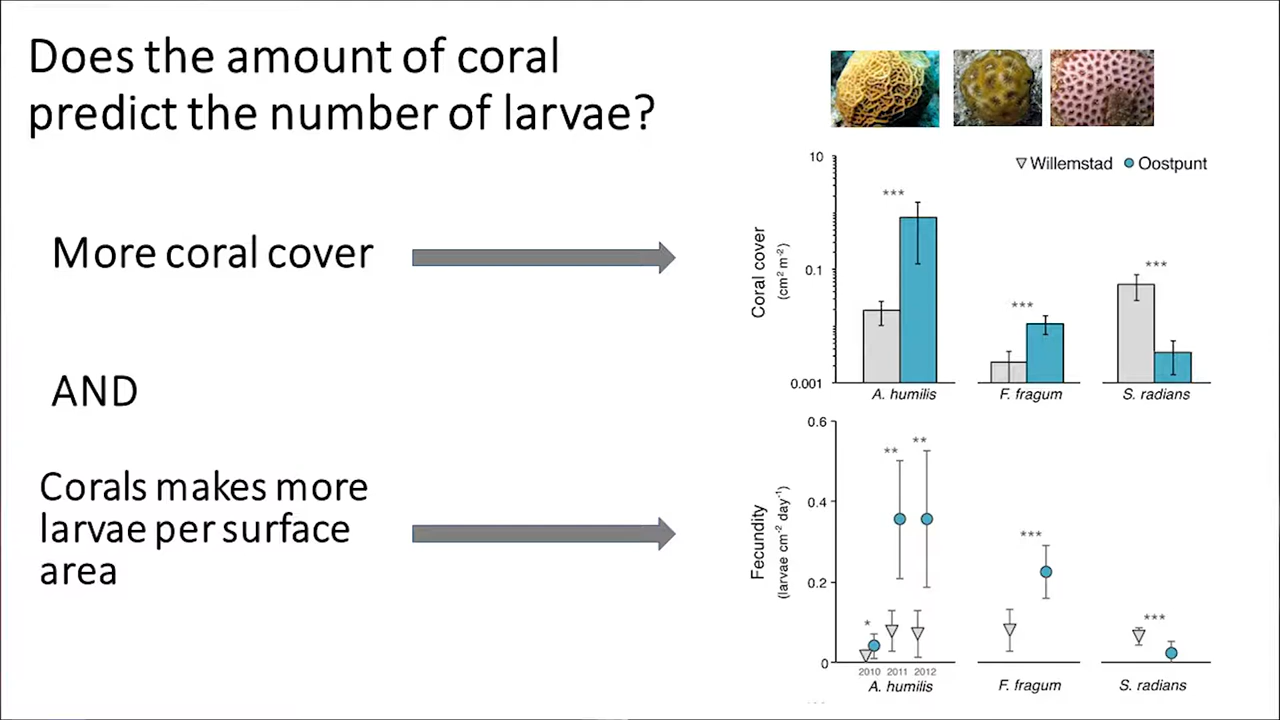 Does the amount of coral
predict the number of larvae?
More coral cover
AND
Corals makes more
larvae per surface
area
Willemstad Oostpunt
10
0.1
0.001
Coral cover
(cm² m⁻²)
***
***
***
A. humilis F. fragum S. radians
0.6
0.4
0.2
0
Fecundity
(larvae cm⁻² day⁻¹)
*
**
**
***
***
2010 2011 2012
A. humilis F. fragum S. radians